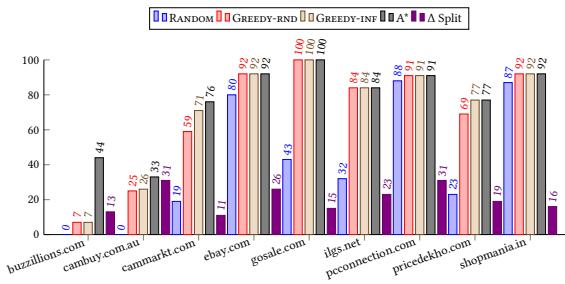 Random Greedy-rnd Greedy-inf A* Δ Split
100
80
60
40
20
0
0 7 7 44 13
0 25 26 33 31
19 59 71 76 11
80 92 92 92 26
43 100 100 100 15
32 84 84 84 23
88 91 91 91 31
23 69 77 77 19
87 92 92 92 16
buzzillions.com
cambuy.com.au
cammarkt.com
ebay.com
gosale.com
ilgs.net
pcconnection.com
pricedekho.com
shopmania.in